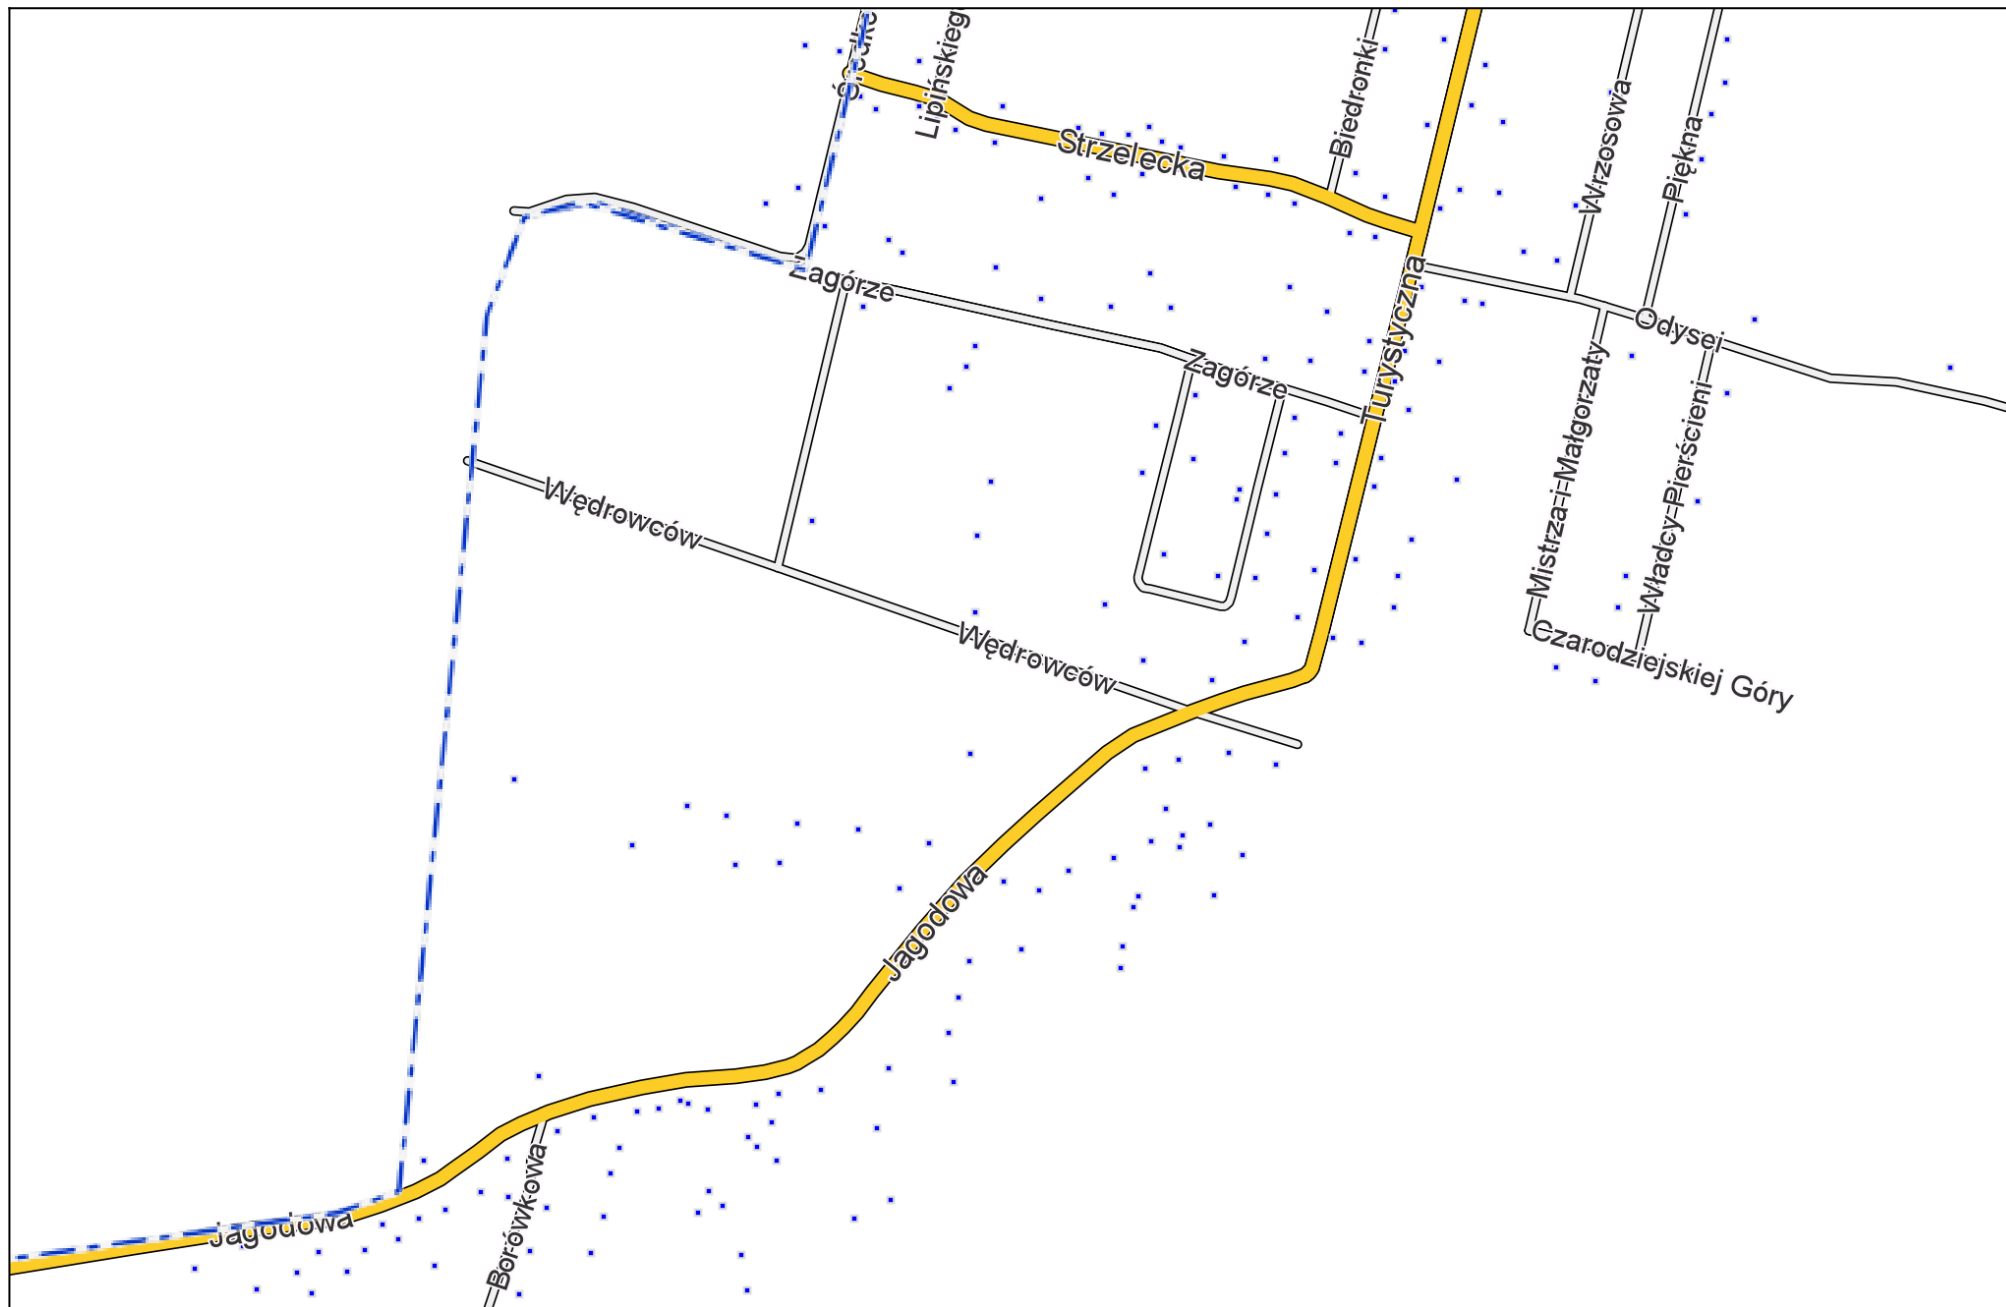 Lipińskieg
Biedronki
Strzelecka
Wrzosowa
Piękna
Zagórze
Turystyczna
Odysei
Zagórze
Mistrza i Małgorzaty
Władcy Pierścieni
Wędrowców
Wędrowców
Czarodziejskiej Góry
Jagodowa
Borówkowa
Jagodowa